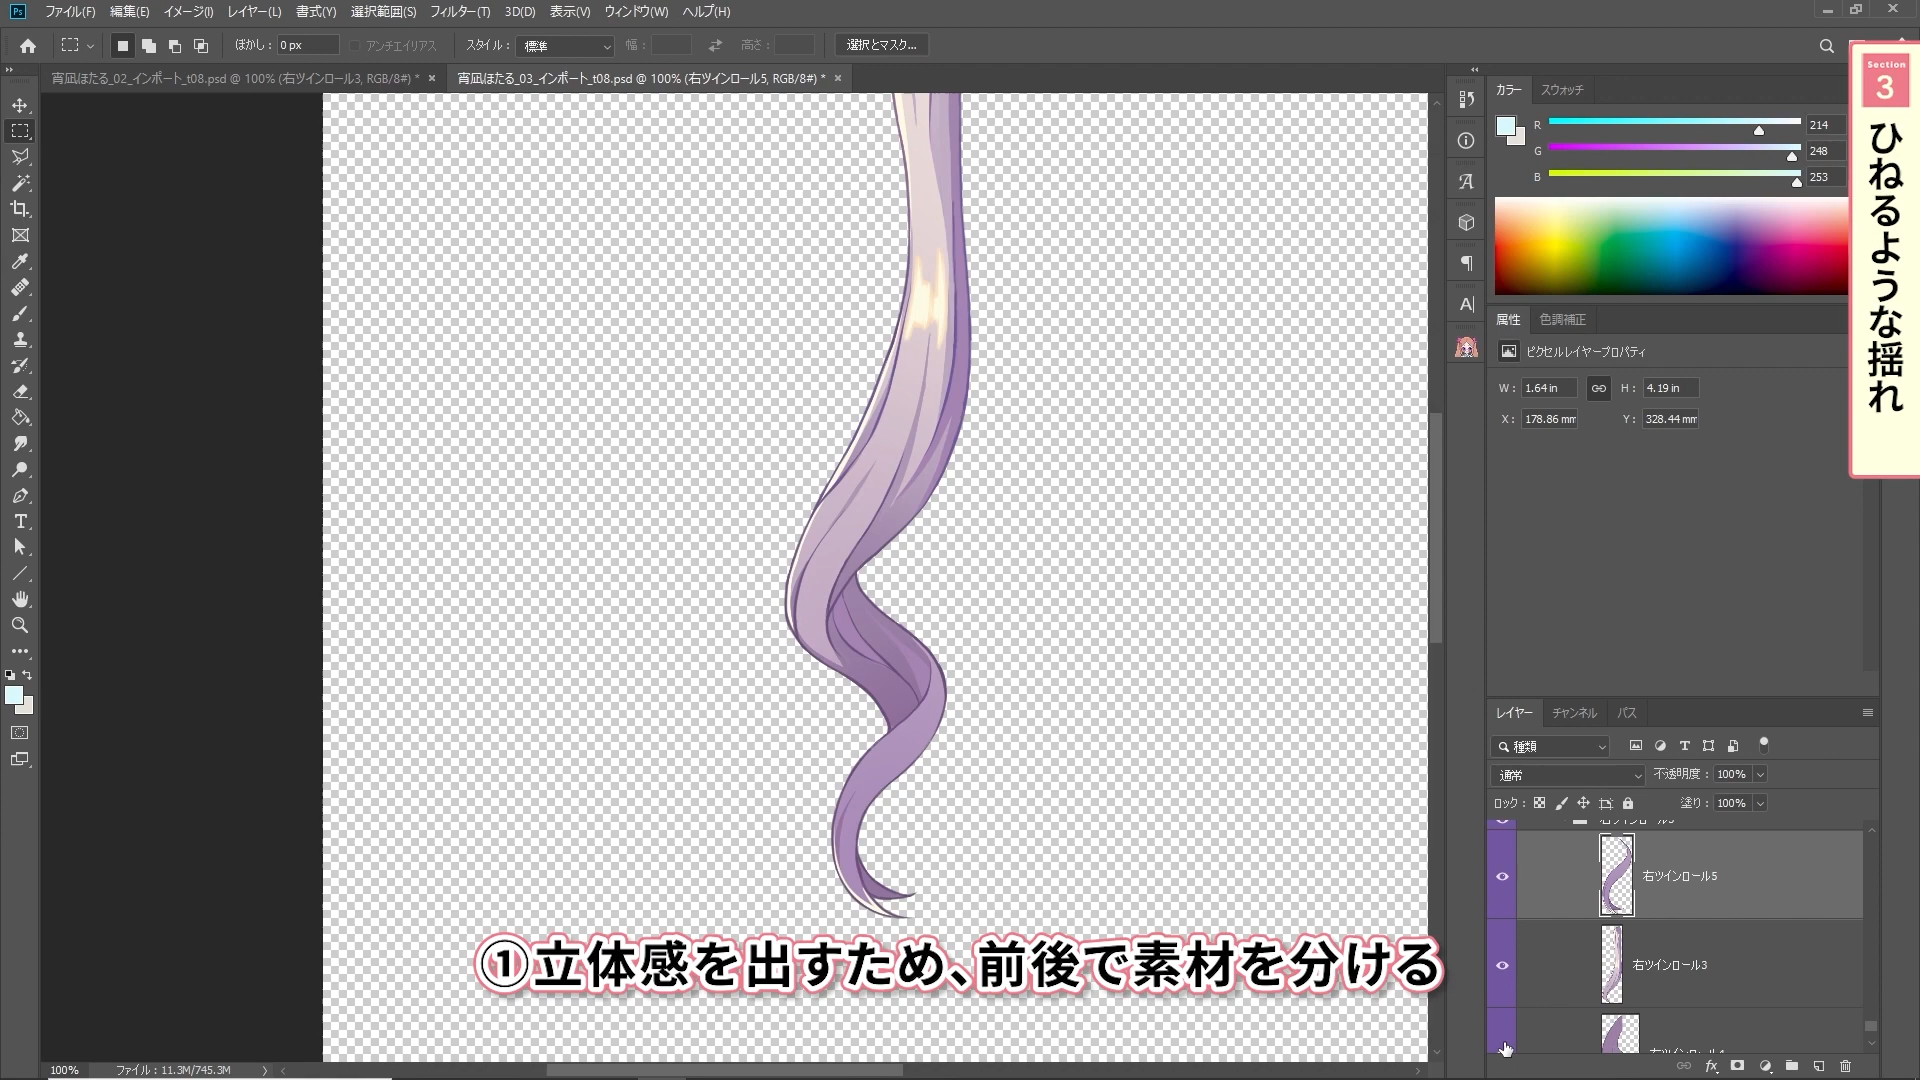 Ps ファイル(F) 編集(E) イメージ(I) レイヤー(L) 書式(Y) 選択範囲(S) フィルター(T) 3D(D) 表示(V) ウィンドウ(W) ヘルプ(H)
ぼかし : 0 px アンチエイリアス スタイル : 標準 幅 : 高さ : 選択とマスク...
宵凪ほたる_02_インポート_t08.psd @ 100% (右ツインロール3, RGB/8#) *
宵凪ほたる_03_インポート_t08.psd @ 100% (右ツインロール5, RGB/8#) *
Section
3
ひねるような揺れ
カラー スウォッチ
R 214
G 248
B 253
属性 色調補正
ピクセルレイヤープロパティ
W : 1.64 in H : 4.19 in
X : 178.86 mm Y : 328.44 mm
レイヤー チャンネル パス
種類
通常 不透明度 : 100%
ロック : 塗り : 100%
右ツインロール5
右ツインロール3
①立体感を出すため、前後で素材を分ける
100% ファイル : 11.3M/745.3M